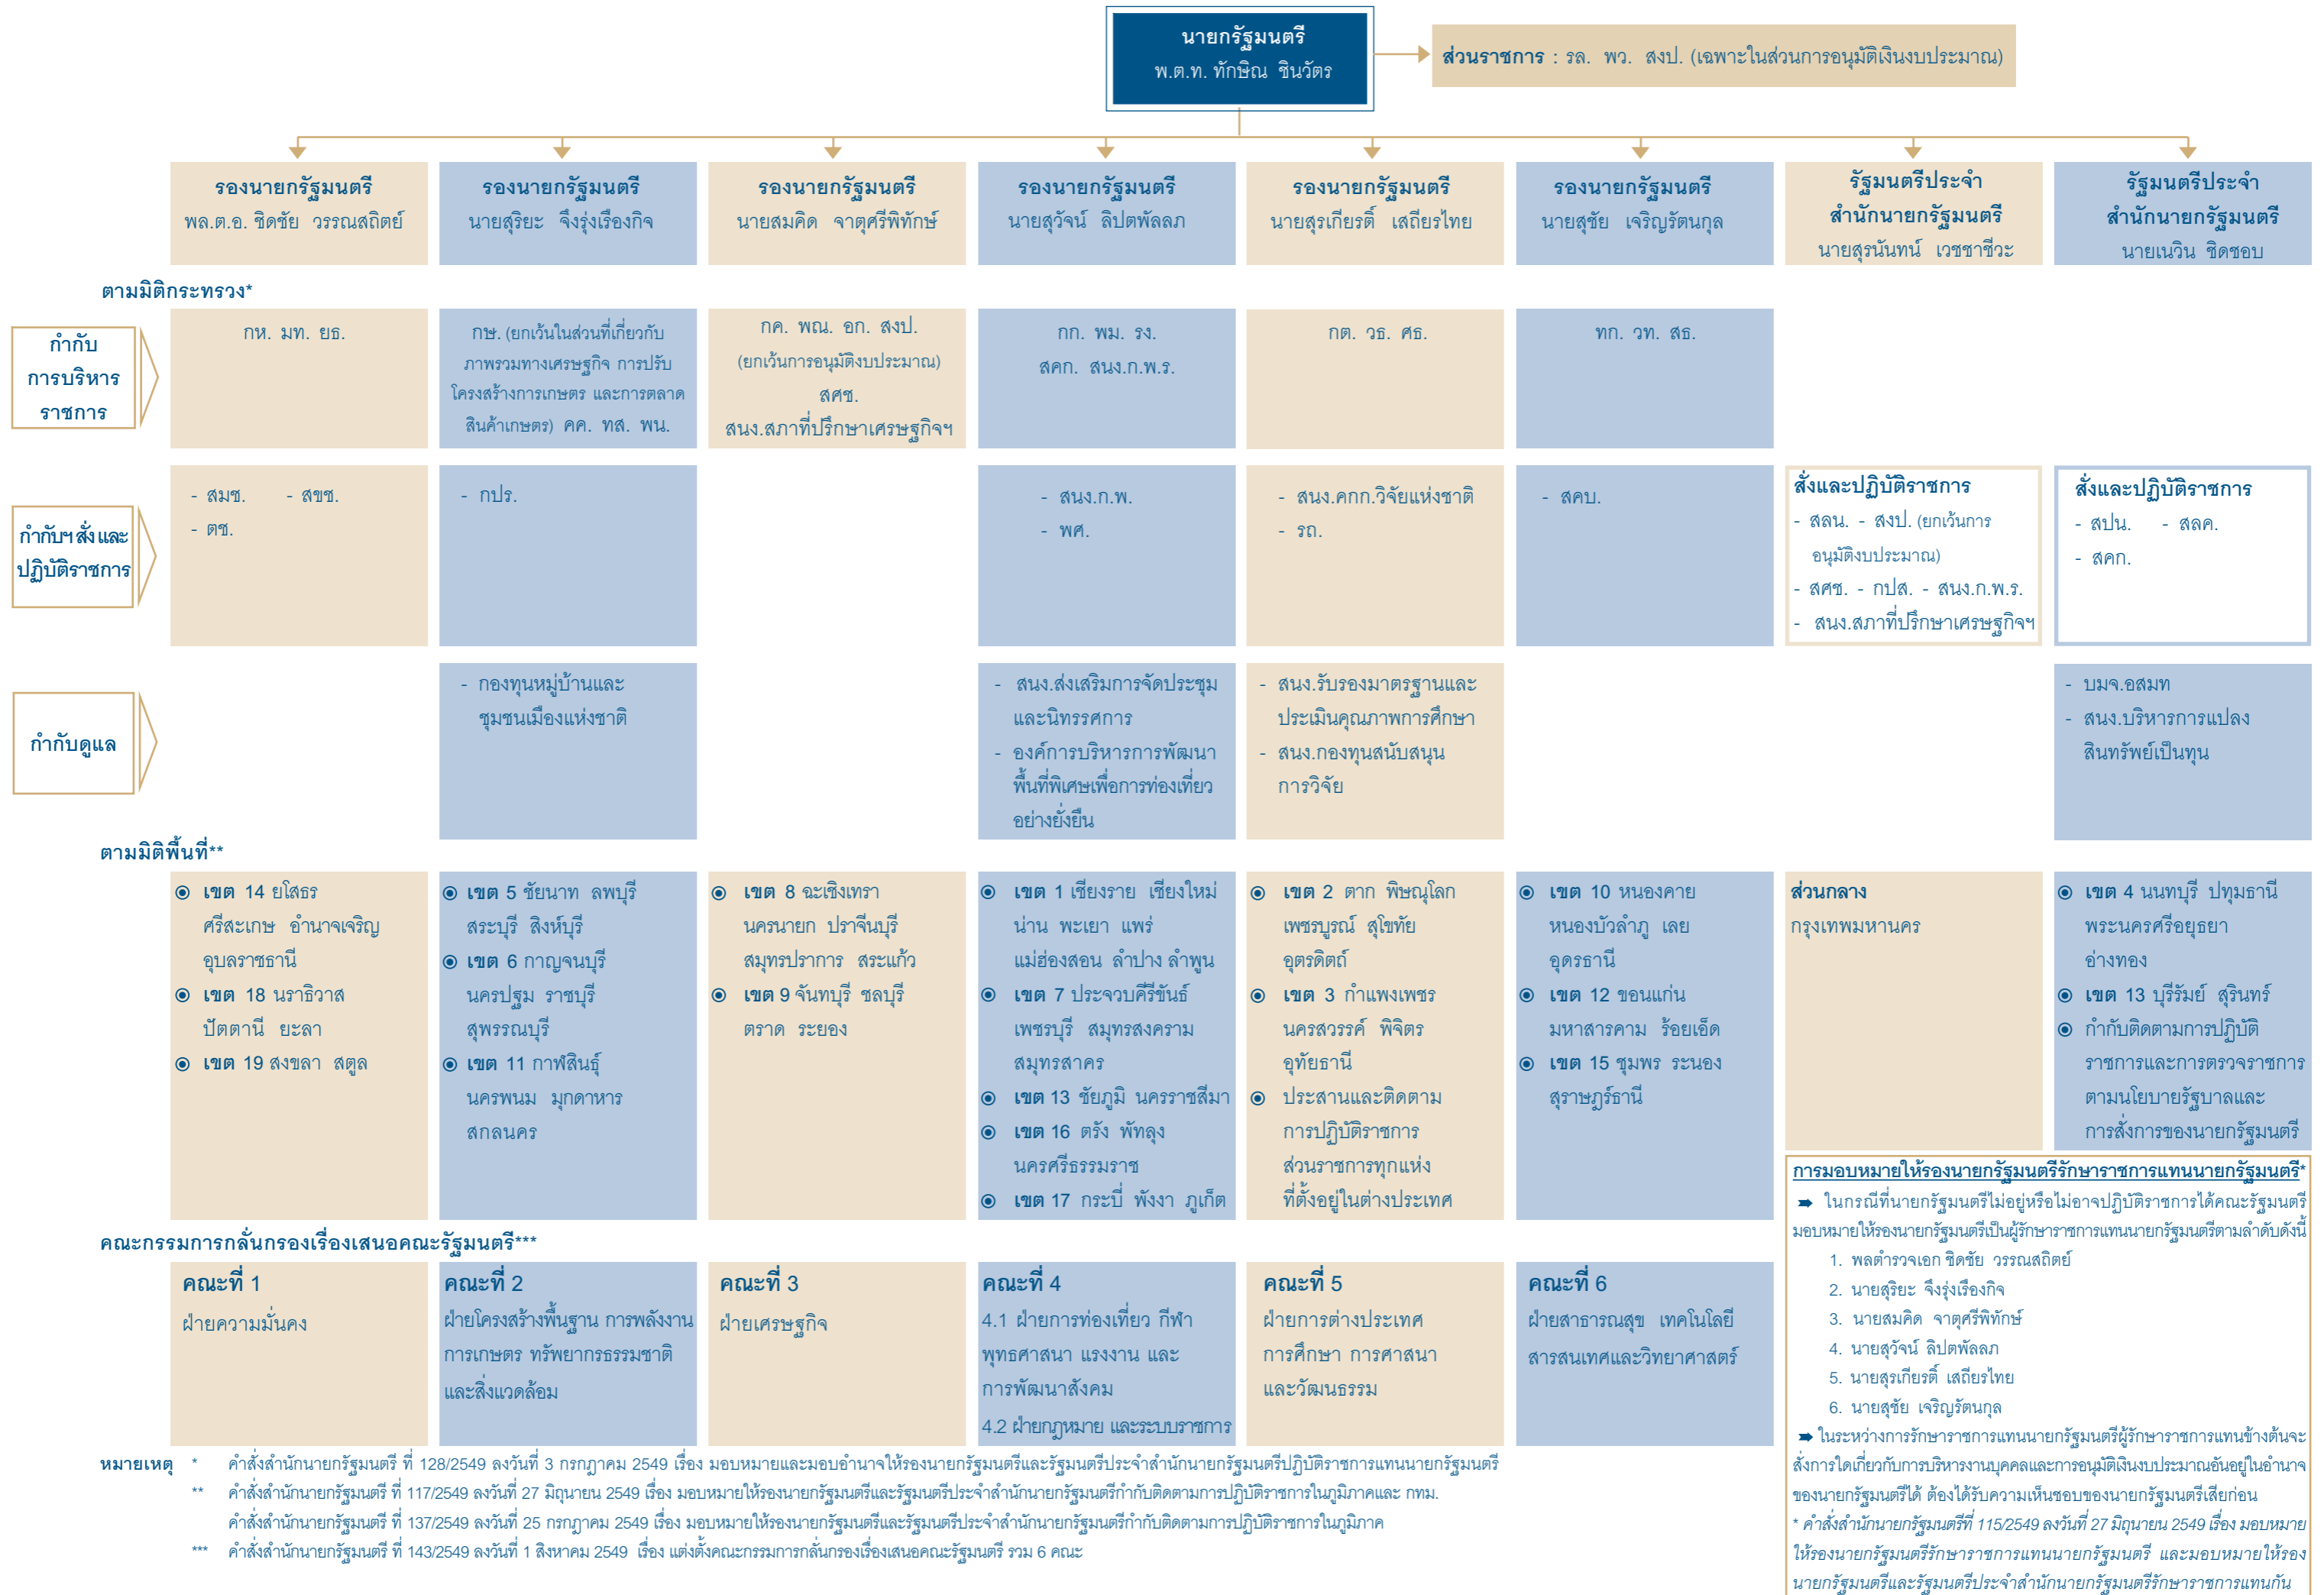 นายกรัฐมนตรี
พ.ต.ท. ทักษิณ ชินวัตร
ส่วนราชการ : รล. พว. สงป. (เฉพาะในส่วนการอนุมัติเงินงบประมาณ)
รองนายกรัฐมนตรี
พล.ต.อ. ชิดชัย วรรณสถิตย์
รองนายกรัฐมนตรี
นายสุริยะ จึงรุ่งเรืองกิจ
รองนายกรัฐมนตรี
นายสมคิด จาตุศรีพิทักษ์
รองนายกรัฐมนตรี
นายสุวัจน์ ลิปตพัลลภ
รองนายกรัฐมนตรี
นายสุรเกียรติ์ เสถียรไทย
รองนายกรัฐมนตรี
นายสุชัย เจริญรัตนกุล
รัฐมนตรีประจำ
สำนักนายกรัฐมนตรี
นายสุรนันทน์ เวชชาชีวะ
รัฐมนตรีประจำ
สำนักนายกรัฐมนตรี
นายเนวิน ชิดชอบ
ตามมิติกระทรวง*
กำกับ
การบริหาร
ราชการ
กห. มท. ยธ.
กษ. (ยกเว้นในส่วนที่เกี่ยวกับ
ภาพรวมทางเศรษฐกิจ การปรับ
โครงสร้างการเกษตร และการตลาด
สินค้าเกษตร) คค. ทส. พน.
กค. พณ. อก. สงป.
(ยกเว้นการอนุมัติงบประมาณ)
สศช.
สนง.สภาที่ปรึกษาเศรษฐกิจฯ
กก. พม. รง.
สคก. สนง.ก.พ.ร.
กต. วธ. ศธ.
ทก. วท. สธ.
กำกับฯ สั่ง และ
ปฏิบัติราชการ
- สมช. - สขช.
- ตช.
- กปร.
- สนง.ก.พ.
- พศ.
- สนง.คกก.วิจัยแห่งชาติ
- รถ.
- สคบ.
สั่งและปฏิบัติราชการ
- สลน. - สงป. (ยกเว้นการ
อนุมัติงบประมาณ)
- สศช. - กปส. - สนง.ก.พ.ร.
- สนง.สภาที่ปรึกษาเศรษฐกิจฯ
สั่งและปฏิบัติราชการ
- สปน. - สลค.
- สคก.
กำกับดูแล
- กองทุนหมู่บ้านและ
ชุมชนเมืองแห่งชาติ
- สนง.ส่งเสริมการจัดประชุม
และนิทรรศการ
- องค์การบริหารการพัฒนา
พื้นที่พิเศษเพื่อการท่องเที่ยว
อย่างยั่งยืน
- สนง.รับรองมาตรฐานและ
ประเมินคุณภาพการศึกษา
- สนง.กองทุนสนับสนุน
การวิจัย
- บมจ.อสมท
- สนง.บริหารการแปลง
สินทรัพย์เป็นทุน
ตามมิติพื้นที่**
เขต 14 ยโสธร
ศรีสะเกษ อำนาจเจริญ
อุบลราชธานี
เขต 18 นราธิวาส
ปัตตานี ยะลา
เขต 19 สงขลา สตูล
เขต 5 ชัยนาท ลพบุรี
สระบุรี สิงห์บุรี
เขต 6 กาญจนบุรี
นครปฐม ราชบุรี
สุพรรณบุรี
เขต 11 กาฬสินธุ์
นครพนม มุกดาหาร
สกลนคร
เขต 8 ฉะเชิงเทรา
นครนายก ปราจีนบุรี
สมุทรปราการ สระแก้ว
เขต 9 จันทบุรี ชลบุรี
ตราด ระยอง
เขต 1 เชียงราย เชียงใหม่
น่าน พะเยา แพร่
แม่ฮ่องสอน ลำปาง ลำพูน
เขต 7 ประจวบคีรีขันธ์
เพชรบุรี สมุทรสงคราม
สมุทรสาคร
เขต 13 ชัยภูมิ นครราชสีมา
เขต 16 ตรัง พัทลุง
นครศรีธรรมราช
เขต 17 กระบี่ พังงา ภูเก็ต
เขต 2 ตาก พิษณุโลก
เพชรบูรณ์ สุโขทัย
อุตรดิตถ์
เขต 3 กำแพงเพชร
นครสวรรค์ พิจิตร
อุทัยธานี
ประสานและติดตาม
การปฏิบัติราชการ
ส่วนราชการทุกแห่ง
ที่ตั้งอยู่ในต่างประเทศ
เขต 10 หนองคาย
หนองบัวลำภู เลย
อุดรธานี
เขต 12 ขอนแก่น
มหาสารคาม ร้อยเอ็ด
เขต 15 ชุมพร ระนอง
สุราษฎร์ธานี
ส่วนกลาง
กรุงเทพมหานคร
เขต 4 นนทบุรี ปทุมธานี
พระนครศรีอยุธยา
อ่างทอง
เขต 13 บุรีรัมย์ สุรินทร์
กำกับติดตามการปฏิบัติ
ราชการและการตรวจราชการ
ตามนโยบายรัฐบาลและ
การสั่งการของนายกรัฐมนตรี
คณะกรรมการกลั่นกรองเรื่องเสนอคณะรัฐมนตรี***
คณะที่ 1
ฝ่ายความมั่นคง
คณะที่ 2
ฝ่ายโครงสร้างพื้นฐาน การพลังงาน
การเกษตร ทรัพยากรธรรมชาติ
และสิ่งแวดล้อม
คณะที่ 3
ฝ่ายเศรษฐกิจ
คณะที่ 4
4.1 ฝ่ายการท่องเที่ยว กีฬา
พุทธศาสนา แรงงาน และ
การพัฒนาสังคม
4.2 ฝ่ายกฎหมาย และระบบราชการ
คณะที่ 5
ฝ่ายการต่างประเทศ
การศึกษา การศาสนา
และวัฒนธรรม
คณะที่ 6
ฝ่ายสาธารณสุข เทคโนโลยี
สารสนเทศและวิทยาศาสตร์
การมอบหมายให้รองนายกรัฐมนตรีรักษาราชการแทนนายกรัฐมนตรี*
➠ ในกรณีที่นายกรัฐมนตรีไม่อยู่หรือไม่อาจปฏิบัติราชการได้คณะรัฐมนตรี
มอบหมายให้รองนายกรัฐมนตรีเป็นผู้รักษาราชการแทนนายกรัฐมนตรีตามลำดับดังนี้
1. พลตำรวจเอก ชิดชัย วรรณสถิตย์
2. นายสุริยะ จึงรุ่งเรืองกิจ
3. นายสมคิด จาตุศรีพิทักษ์
4. นายสุวัจน์ ลิปตพัลลภ
5. นายสุรเกียรติ์ เสถียรไทย
6. นายสุชัย เจริญรัตนกุล
➠ ในระหว่างการรักษาราชการแทนนายกรัฐมนตรีผู้รักษาราชการแทนข้างต้นจะ
สั่งการใดเกี่ยวกับการบริหารงานบุคคลและการอนุมัติเงินงบประมาณอันอยู่ในอำนาจ
ของนายกรัฐมนตรีได้ ต้องได้รับความเห็นชอบของนายกรัฐมนตรีเสียก่อน
* คำสั่งสำนักนายกรัฐมนตรีที่ 115/2549 ลงวันที่ 27 มิถุนายน 2549 เรื่อง มอบหมาย
ให้รองนายกรัฐมนตรีรักษาราชการแทนนายกรัฐมนตรี และมอบหมายให้รอง
นายกรัฐมนตรีและรัฐมนตรีประจำสำนักนายกรัฐมนตรีรักษาราชการแทนกัน
หมายเหตุ * คำสั่งสำนักนายกรัฐมนตรี ที่ 128/2549 ลงวันที่ 3 กรกฎาคม 2549 เรื่อง มอบหมายและมอบอำนาจให้รองนายกรัฐมนตรีและรัฐมนตรีประจำสำนักนายกรัฐมนตรีปฏิบัติราชการแทนนายกรัฐมนตรี
** คำสั่งสำนักนายกรัฐมนตรี ที่ 117/2549 ลงวันที่ 27 มิถุนายน 2549 เรื่อง มอบหมายให้รองนายกรัฐมนตรีและรัฐมนตรีประจำสำนักนายกรัฐมนตรีกำกับติดตามการปฏิบัติราชการในภูมิภาคและ กทม.
คำสั่งสำนักนายกรัฐมนตรี ที่ 137/2549 ลงวันที่ 25 กรกฎาคม 2549 เรื่อง มอบหมายให้รองนายกรัฐมนตรีและรัฐมนตรีประจำสำนักนายกรัฐมนตรีกำกับติดตามการปฏิบัติราชการในภูมิภาค
*** คำสั่งสำนักนายกรัฐมนตรี ที่ 143/2549 ลงวันที่ 1 สิงหาคม 2549 เรื่อง แต่งตั้งคณะกรรมการกลั่นกรองเรื่องเสนอคณะรัฐมนตรี รวม 6 คณะ